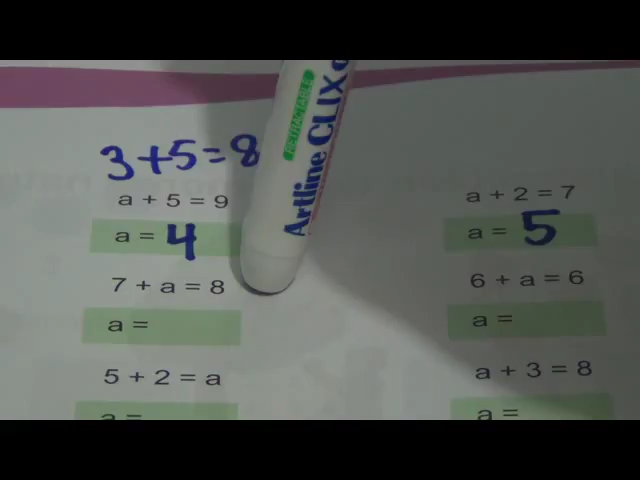 3+5=8
a + 5 = 9
a = 4
7 + a = 8
a =
5 + 2 = a
a =
RETRACTABLE
Artline CLIX
a + 2 = 7
a = 5
6 + a = 6
a =
a + 3 = 8
a =